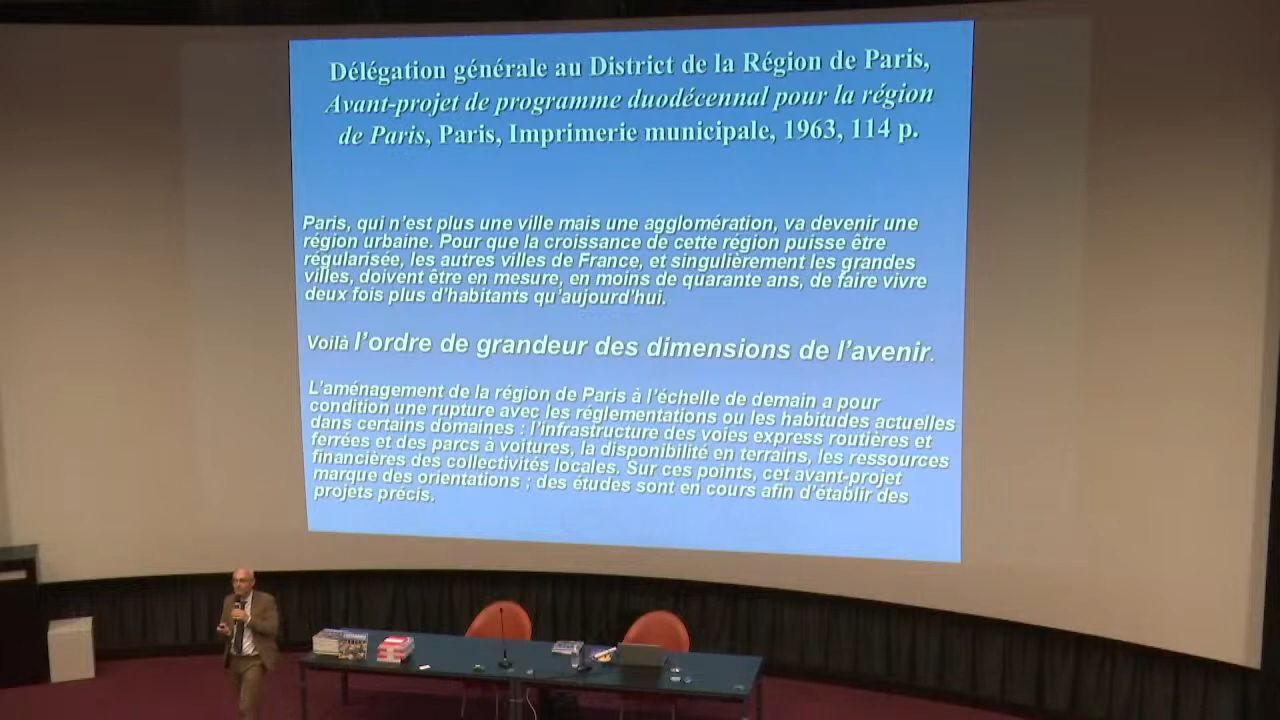 Délégation générale au District de la Région de Paris,
Avant-projet de programme duodécennal pour la région
de Paris, Paris, Imprimerie municipale, 1963, 114 p.
Paris, qui n’est plus une ville mais une agglomération, va devenir une
région urbaine. Pour que la croissance de cette région puisse être
régularisée, les autres villes de France, et singulièrement les grandes
villes, doivent être en mesure, en moins de quarante ans, de faire vivre
deux fois plus d’habitants qu’aujourd’hui.
Voilà l’ordre de grandeur des dimensions de l’avenir.
L’aménagement de la région de Paris à l’échelle de demain a pour
condition une rupture avec les réglementations ou les habitudes actuelles
dans certains domaines : l’infrastructure des voies express routières et
ferrées et des parcs à voitures, la disponibilité en terrains, les ressources
financières des collectivités locales. Sur ces points, cet avant-projet
marque des orientations ; des études sont en cours afin d’établir des
projets précis.